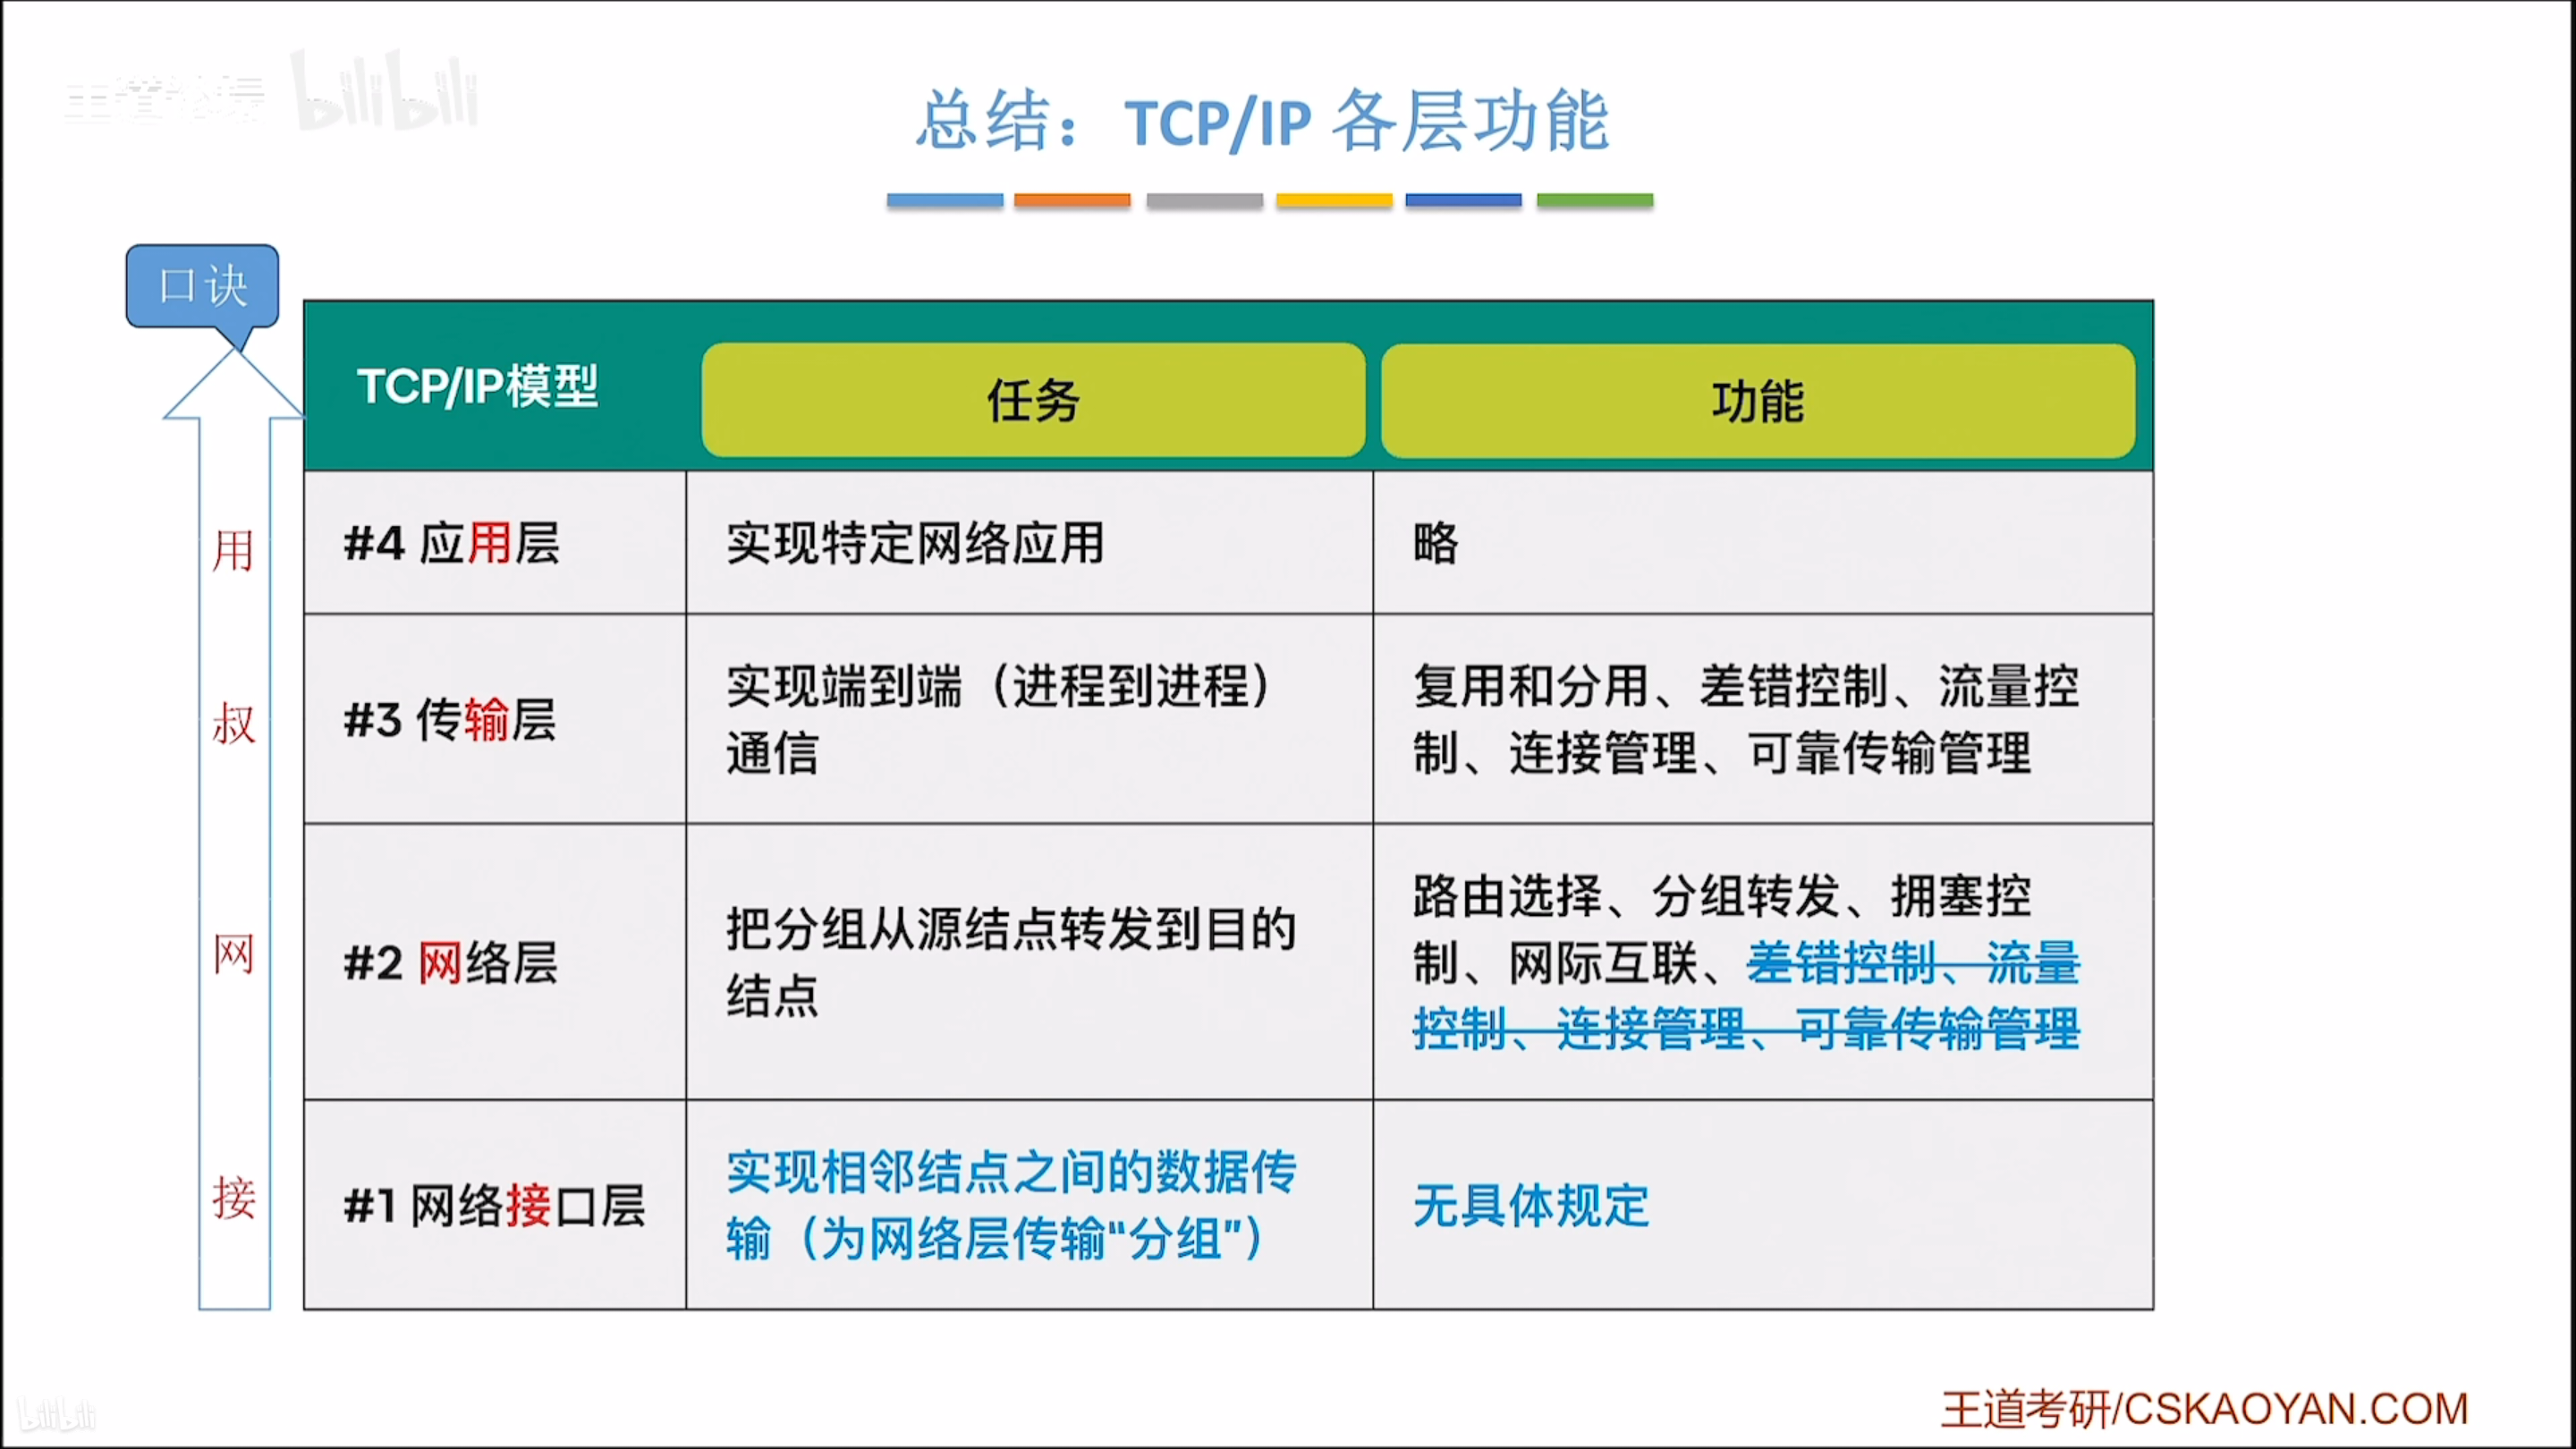 王道论坛 bilibili
总结：TCP/IP 各层功能
口诀
TCP/IP模型
任务
功能
用
#4 应用层
实现特定网络应用
略
叔
#3 传输层
实现端到端（进程到进程）
通信
复用和分用、差错控制、流量控
制、连接管理、可靠传输管理
网
#2 网络层
把分组从源结点转发到目的
结点
路由选择、分组转发、拥塞控
制、网际互联、差错控制、流量
控制、连接管理、可靠传输管理
接
#1 网络接口层
实现相邻结点之间的数据传
输（为网络层传输“分组”）
无具体规定
bilibili
王道考研/CSKAOYAN.COM